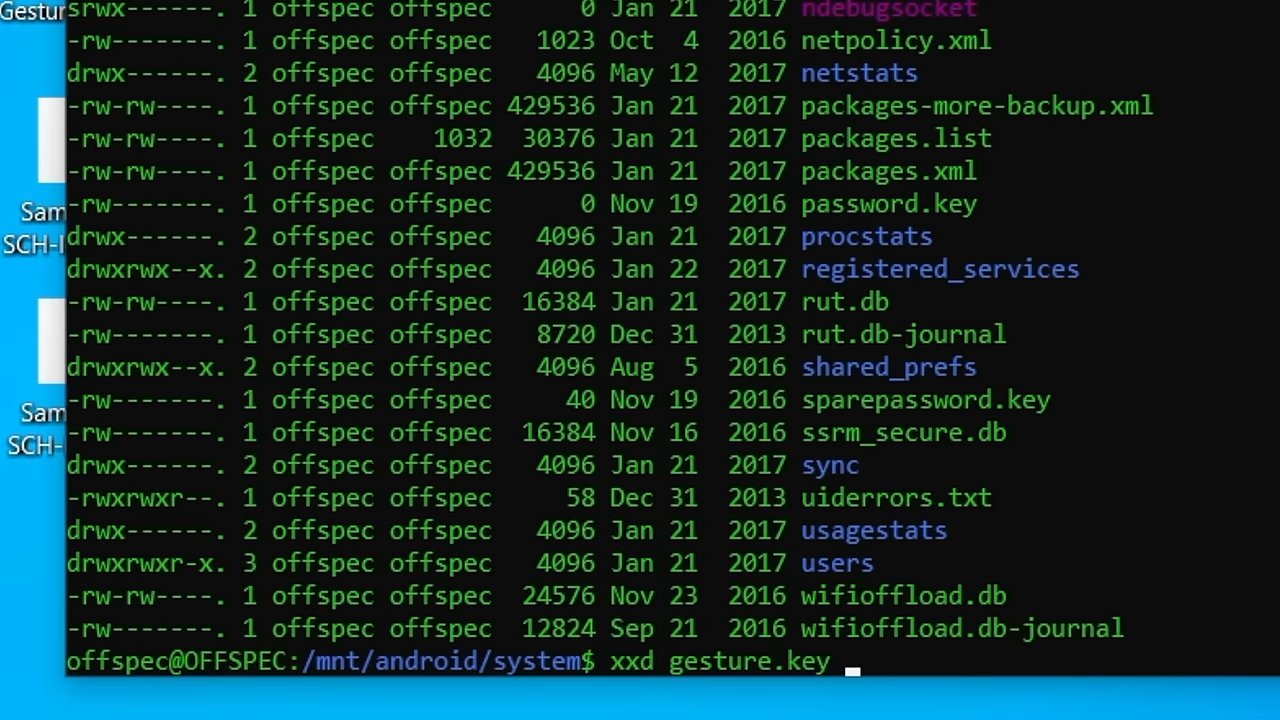 Gestur
srwx------. 1 offspec offspec 0 Jan 21 2017 ndebugsocket
-rw-------. 1 offspec offspec 1023 Oct 4 2016 netpolicy.xml
drwx------. 2 offspec offspec 4096 May 12 2017 netstats
-rw-rw----. 1 offspec offspec 429536 Jan 21 2017 packages-more-backup.xml
-rw-rw----. 1 offspec 1032 30376 Jan 21 2017 packages.list
-rw-rw----. 1 offspec offspec 429536 Jan 21 2017 packages.xml
-rw-------. 1 offspec offspec 0 Nov 19 2016 password.key
drwx------. 2 offspec offspec 4096 Jan 21 2017 procstats
drwxrwx--x. 2 offspec offspec 4096 Jan 22 2017 registered_services
-rw-rw----. 1 offspec offspec 16384 Jan 21 2017 rut.db
-rw-------. 1 offspec offspec 8720 Dec 31 2013 rut.db-journal
drwxrwx--x. 2 offspec offspec 4096 Aug 5 2016 shared_prefs
-rw-------. 1 offspec offspec 40 Nov 19 2016 sparepassword.key
-rw-------. 1 offspec offspec 16384 Nov 16 2016 ssrm_secure.db
drwx------. 2 offspec offspec 4096 Jan 21 2017 sync
-rwxrwxr--. 1 offspec offspec 58 Dec 31 2013 uiderrors.txt
drwx------. 2 offspec offspec 4096 Jan 21 2017 usagestats
drwxrwxr-x. 3 offspec offspec 4096 Jan 21 2017 users
-rw-rw----. 1 offspec offspec 24576 Nov 23 2016 wifioffload.db
-rw-------. 1 offspec offspec 12824 Sep 21 2016 wifioffload.db-journal
offspec@OFFSPEC:/mnt/android/system$ xxd gesture.key
Sam
SCH-I
Sam
SCH-